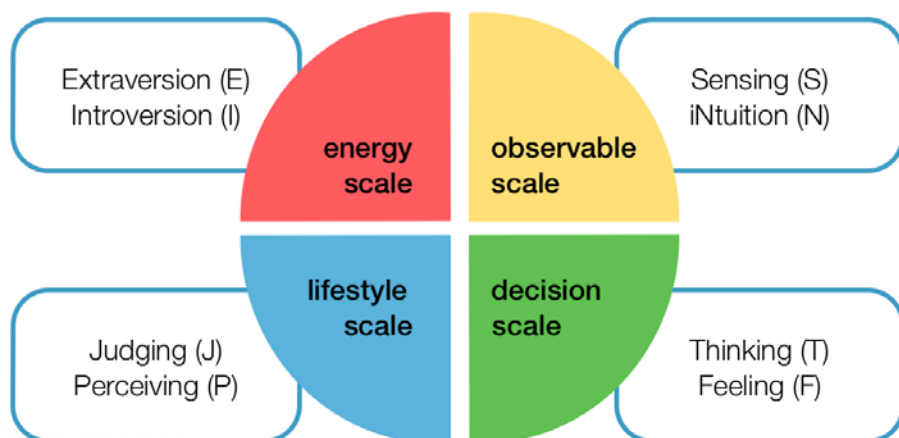 Extraversion (E)
Introversion (I)
energy
scale
observable
scale
Sensing (S)
iNtuition (N)
Judging (J)
Perceiving (P)
lifestyle
scale
decision
scale
Thinking (T)
Feeling (F)